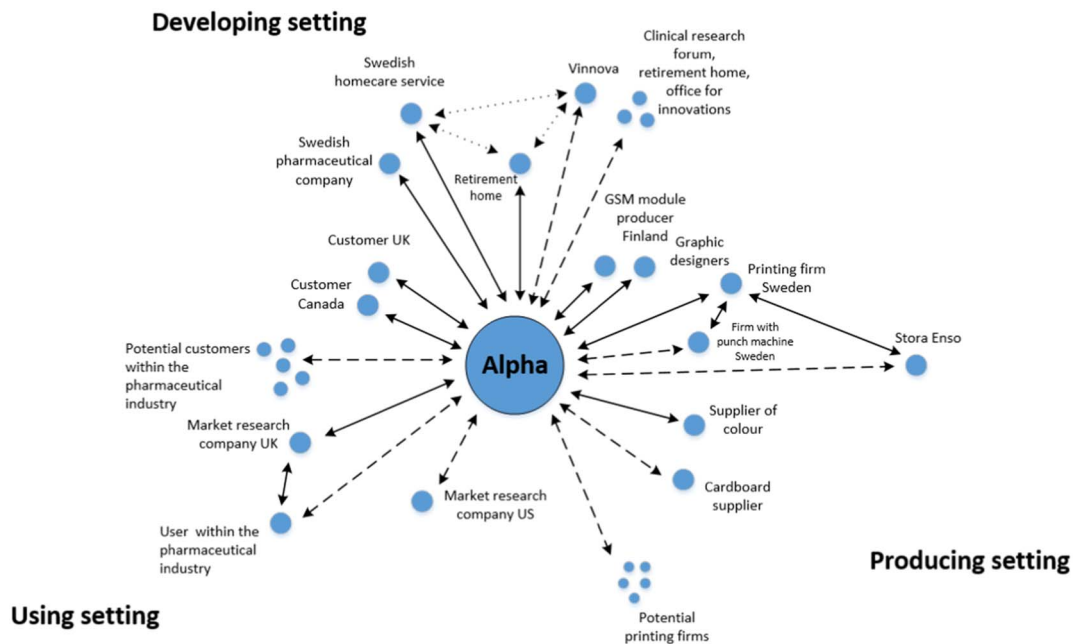 Developing setting
Clinical research
forum,
retirement home,
office for
innovations
Swedish
homecare service
Vinnova
Swedish
pharmaceutical
company
Retirement
home
GSM module
producer
Finland
Graphic
designers
Customer UK
Printing firm
Sweden
Customer
Canada
Firm with
punch machine
Sweden
Stora Enso
Potential customers
within the
pharmaceutical
industry
Alpha
Market research
company UK
Supplier of
colour
Market research
company US
Cardboard
supplier
User within the
pharmaceutical
industry
Producing setting
Using setting
Potential
printing firms